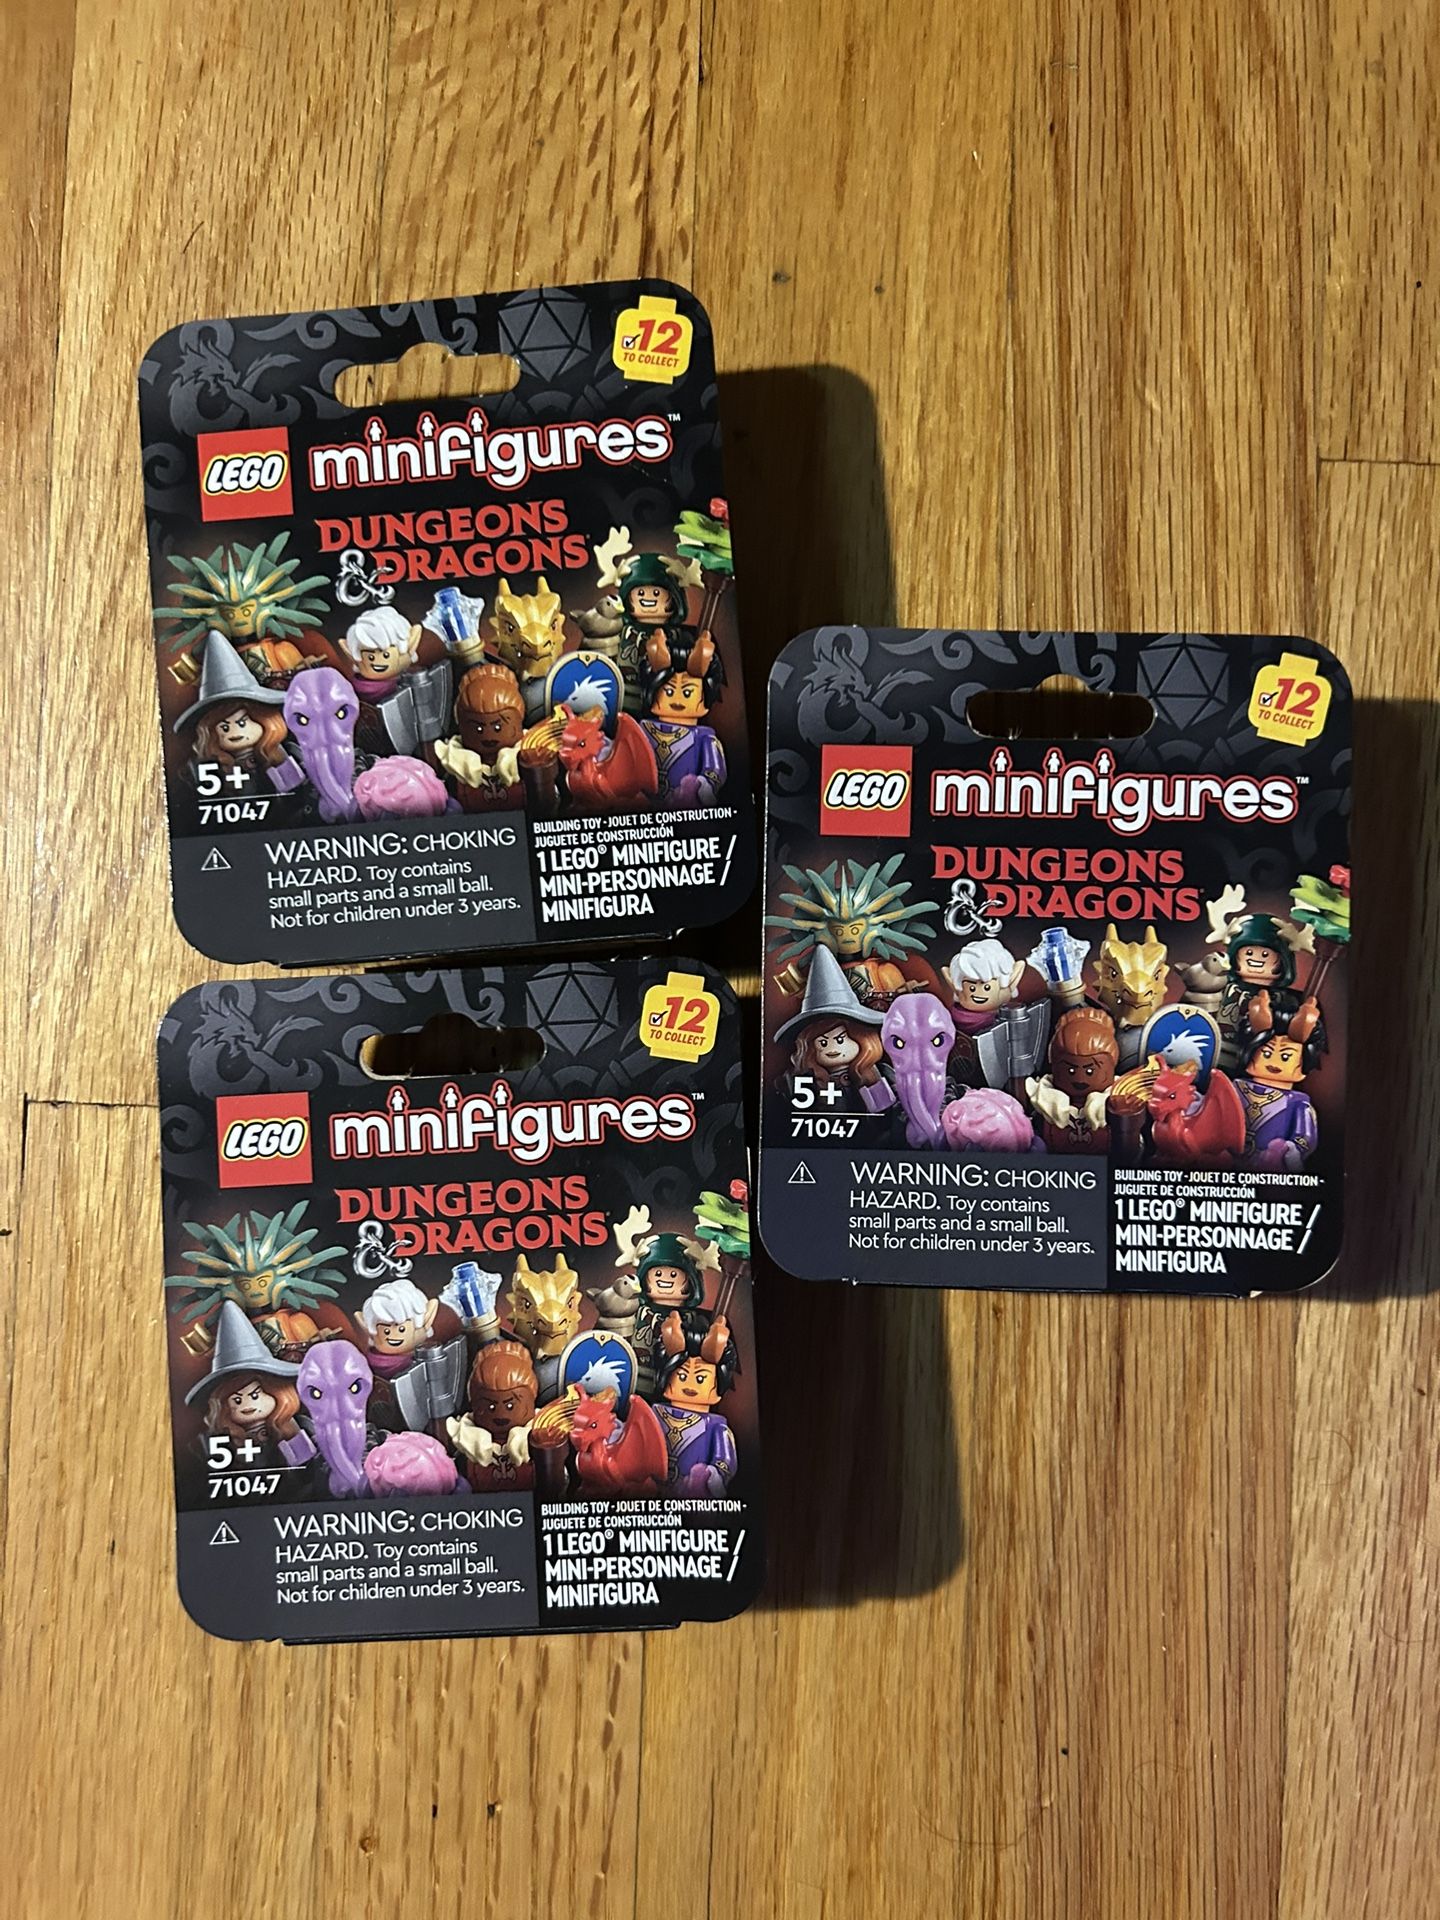 12
TO COLLECT
LEGO minifigures™
DUNGEONS
& DRAGONS®
5+
71047
WARNING: CHOKING
HAZARD. Toy contains
small parts and a small ball.
Not for children under 3 years.
BUILDING TOY - JOUET DE CONSTRUCTION -
JUGUETE DE CONSTRUCCIÓN
1 LEGO® MINIFIGURE /
MINI-PERSONNAGE /
MINIFIGURA
12
TO COLLECT
LEGO minifigures™
DUNGEONS
& DRAGONS®
5+
71047
WARNING: CHOKING
HAZARD. Toy contains
small parts and a small ball.
Not for children under 3 years.
BUILDING TOY - JOUET DE CONSTRUCTION -
JUGUETE DE CONSTRUCCIÓN
1 LEGO® MINIFIGURE /
MINI-PERSONNAGE /
MINIFIGURA
12
TO COLLECT
LEGO minifigures™
DUNGEONS
& DRAGONS®
5+
71047
WARNING: CHOKING
HAZARD. Toy contains
small parts and a small ball.
Not for children under 3 years.
BUILDING TOY - JOUET DE CONSTRUCTION -
JUGUETE DE CONSTRUCCIÓN
1 LEGO® MINIFIGURE /
MINI-PERSONNAGE /
MINIFIGURA